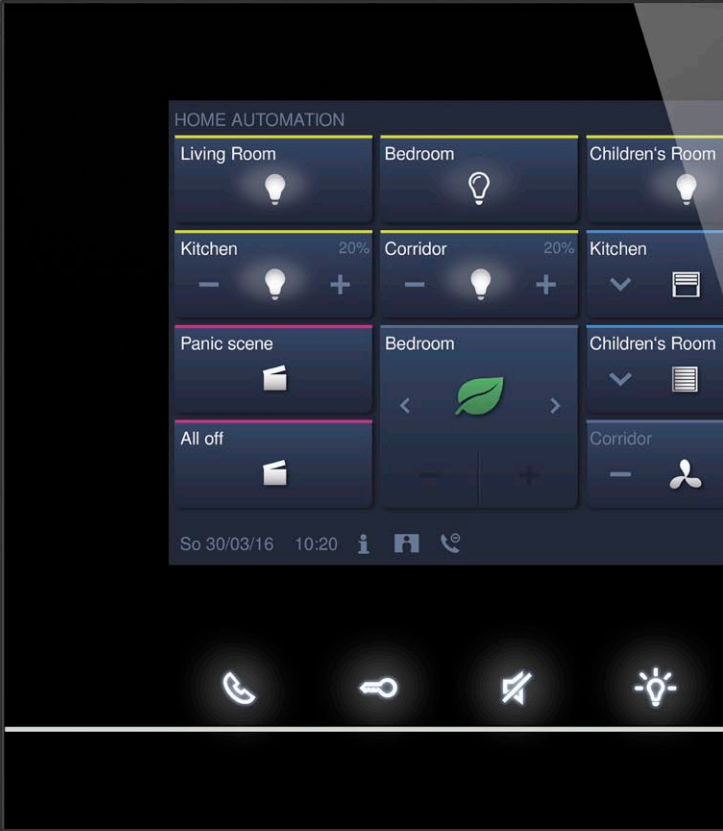 HOME AUTOMATION
Living Room
Bedroom
Children's Room
Kitchen
20%
Corridor
20%
Kitchen
Panic scene
Bedroom
Children's Room
All off
Corridor
So 30/03/16
10:20